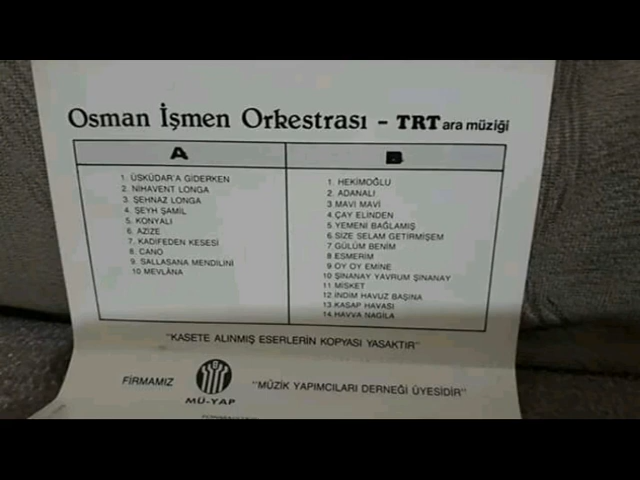 Osman İşmen Orkestrası - TRT ara müziği
A
1. ÜSKÜDAR'A GİDERKEN
2. NİHAVENT LONGA
3. ŞEHNAZ LONGA
4. ŞEYH ŞAMİL
5. KONYALI
6. AZİZE
7. KADİFEDEN KESESİ
8. CANO
9. SALLASANA MENDİLİNİ
10. MEVLÂNA
B
1. HEKİMOĞLU
2. ADANALI
3. MAVİ MAVİ
4. ÇAY ELİNDEN
5. YEMENİ BAĞLAMIŞ
6. SİZE SELAM GETİRMİŞEM
7. GÜLÜM BENİM
8. ESMERİM
9. OY OY EMİNE
10. ŞİNANAY YAVRUM ŞİNANAY
11. MİSKET
12. İNDİM HAVUZ BAŞINA
13. KASAP HAVASI
14. HAVVA NAGİLA
"KASETE ALINMIŞ ESERLERİN KOPYASI YASAKTIR"
FİRMAMIZ
MÜ-YAP
"MÜZİK YAPIMCILARI DERNEĞİ ÜYESİDİR"